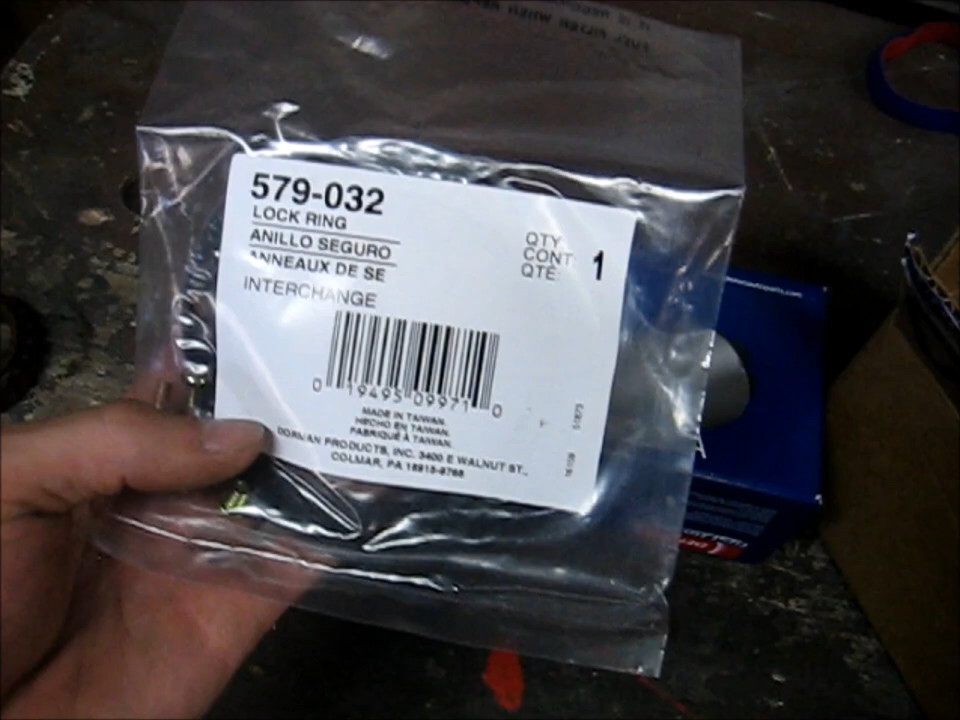 579-032
LOCK RING
ANILLO SEGURO
ANNEAUX DE SE
INTERCHANGE
QTY
CONT:
QTÉ:
1
0 19495 09971 0
MADE IN TAIWAN.
HECHO EN TAIWAN.
FABRIQUÉ À TAIWAN.
DORMAN PRODUCTS, INC. 3400 E WALNUT ST.,
COLMAR, PA 18915-9768